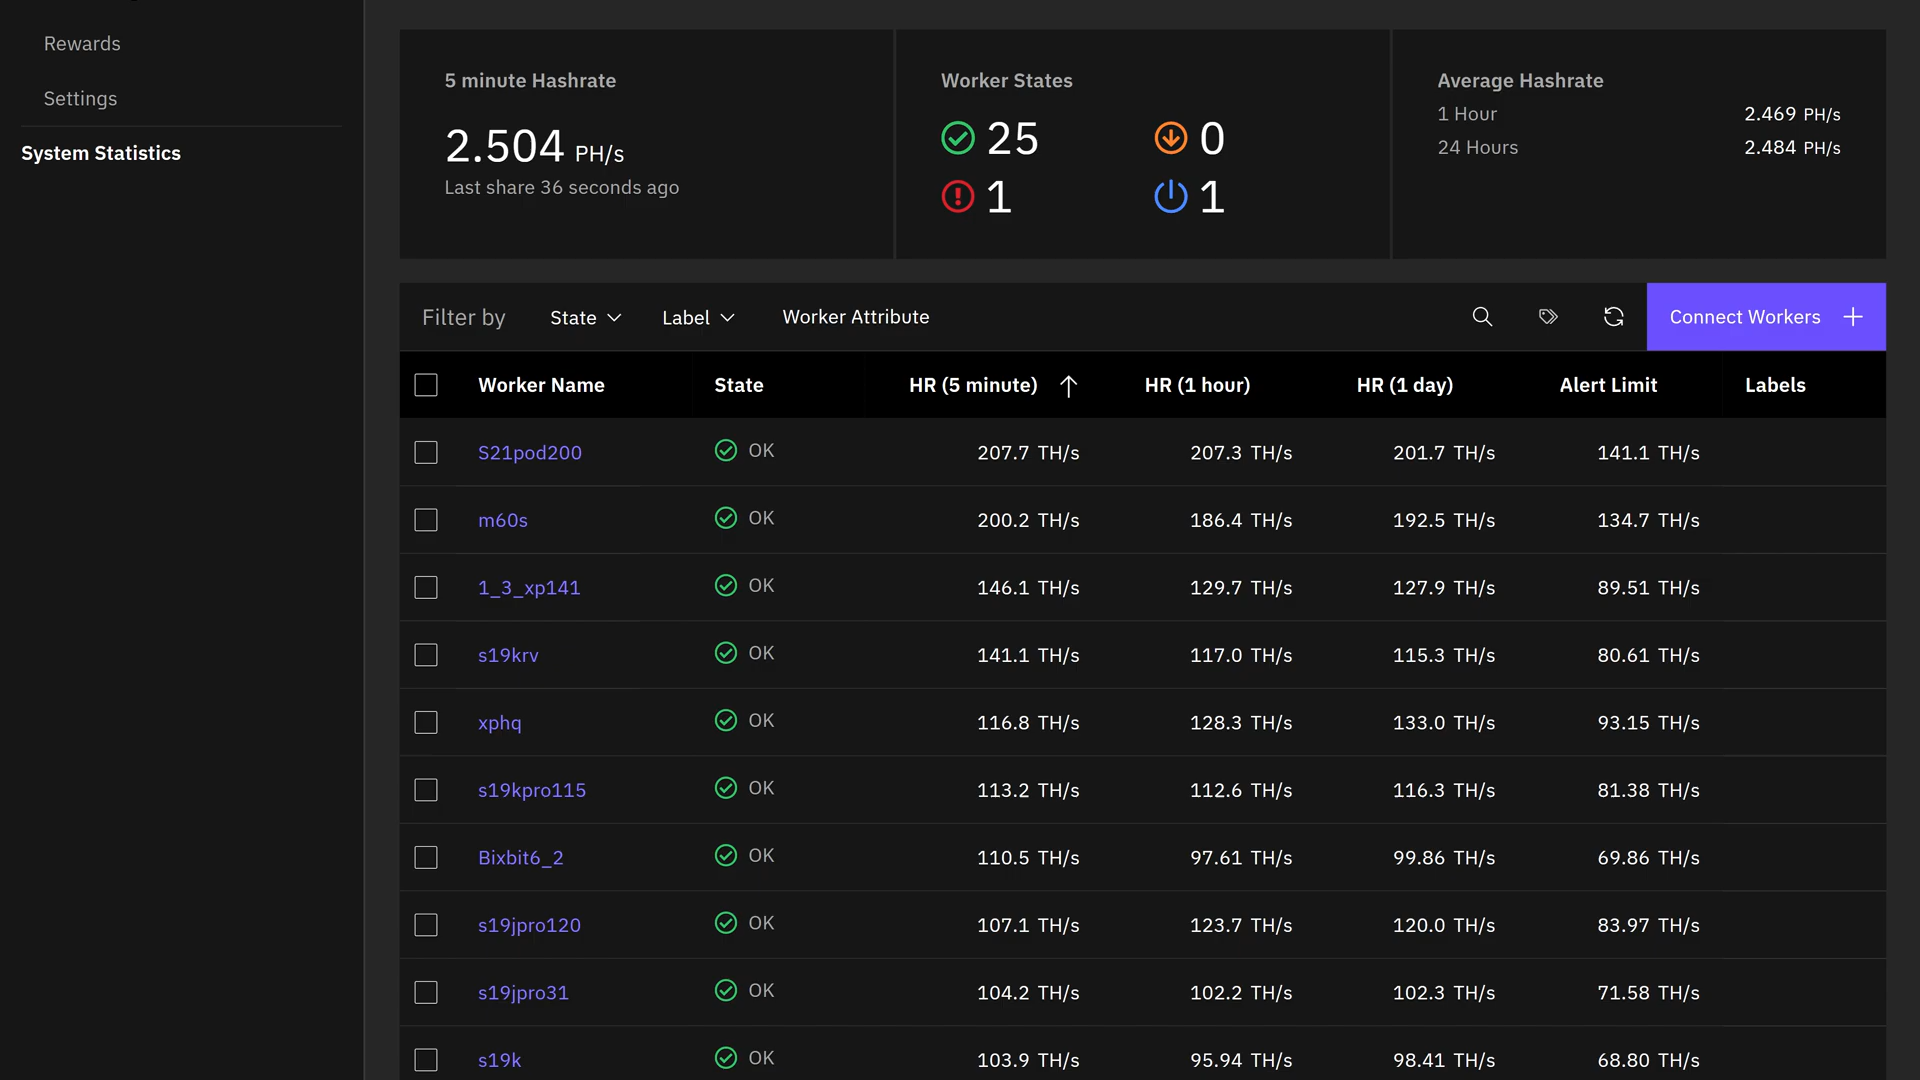 Rewards
Settings
System Statistics
5 minute Hashrate
2.504 PH/s
Last share 36 seconds ago
Worker States
25 0
1 1
Average Hashrate
1 Hour 2.469 PH/s
24 Hours 2.484 PH/s
Filter by State Label Worker Attribute Connect Workers
Worker Name State HR (5 minute) HR (1 hour) HR (1 day) Alert Limit Labels
S21pod200 OK 207.7 TH/s 207.3 TH/s 201.7 TH/s 141.1 TH/s
m60s OK 200.2 TH/s 186.4 TH/s 192.5 TH/s 134.7 TH/s
1_3_xp141 OK 146.1 TH/s 129.7 TH/s 127.9 TH/s 89.51 TH/s
s19krv OK 141.1 TH/s 117.0 TH/s 115.3 TH/s 80.61 TH/s
xphq OK 116.8 TH/s 128.3 TH/s 133.0 TH/s 93.15 TH/s
s19kpro115 OK 113.2 TH/s 112.6 TH/s 116.3 TH/s 81.38 TH/s
Bixbit6_2 OK 110.5 TH/s 97.61 TH/s 99.86 TH/s 69.86 TH/s
s19jpro120 OK 107.1 TH/s 123.7 TH/s 120.0 TH/s 83.97 TH/s
s19jpro31 OK 104.2 TH/s 102.2 TH/s 102.3 TH/s 71.58 TH/s
s19k OK 103.9 TH/s 95.94 TH/s 98.41 TH/s 68.80 TH/s